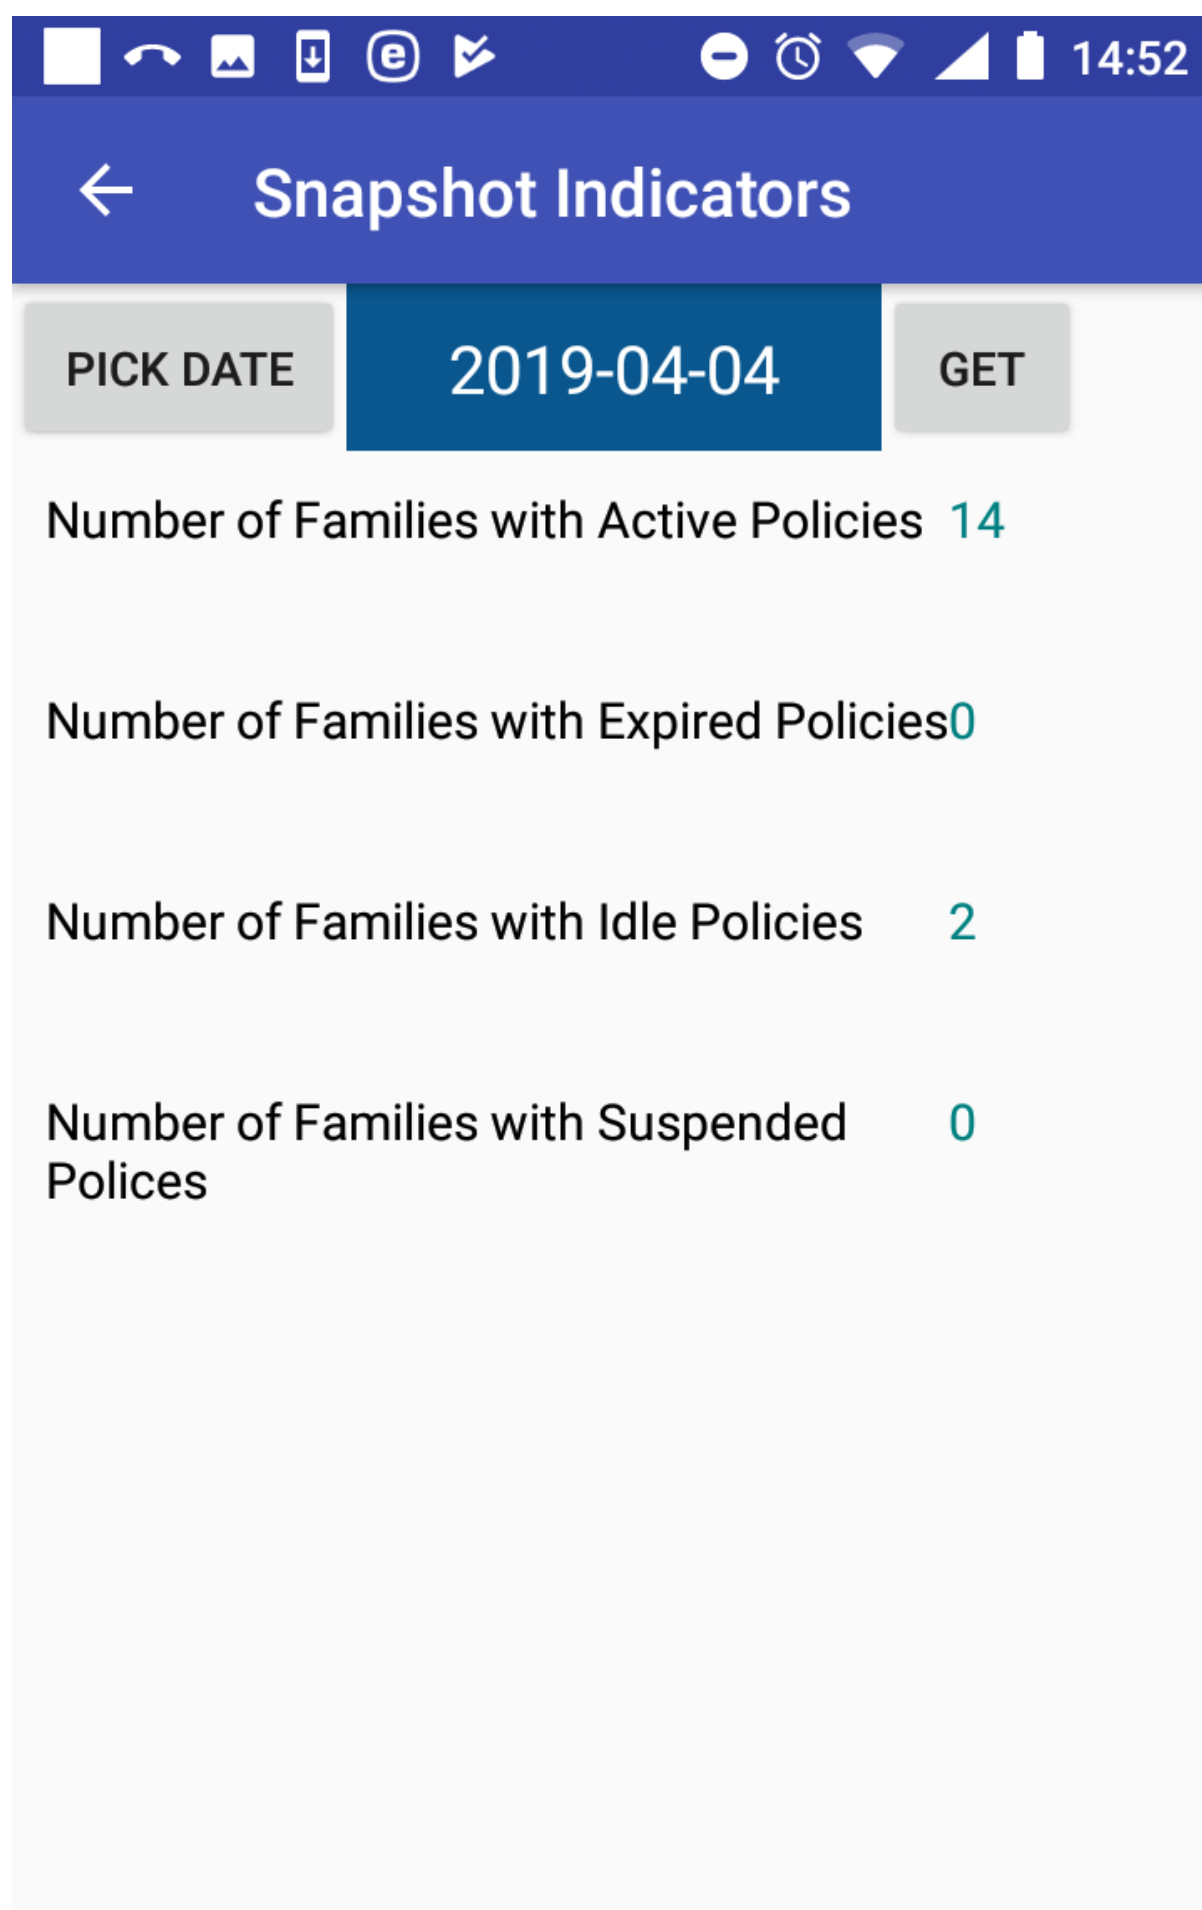 14:52
Snapshot Indicators
PICK DATE 2019-04-04 GET
Number of Families with Active Policies 14
Number of Families with Expired Policies0
Number of Families with Idle Policies 2
Number of Families with Suspended 0
Polices